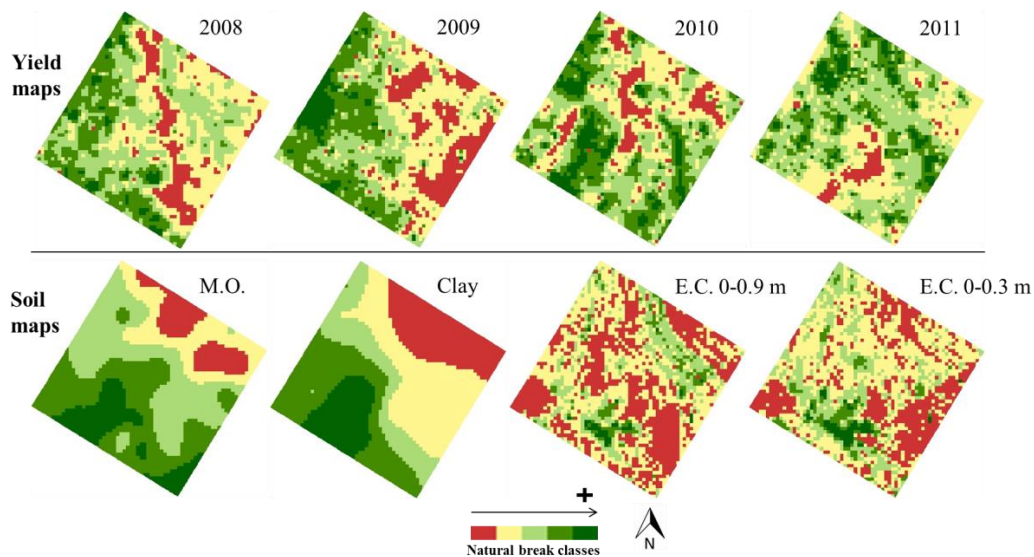 2008 2009 2010 2011
Yield
maps
M.O. Clay E.C. 0-0.9 m E.C. 0-0.3 m
Soil
maps
+
Natural break classes
N